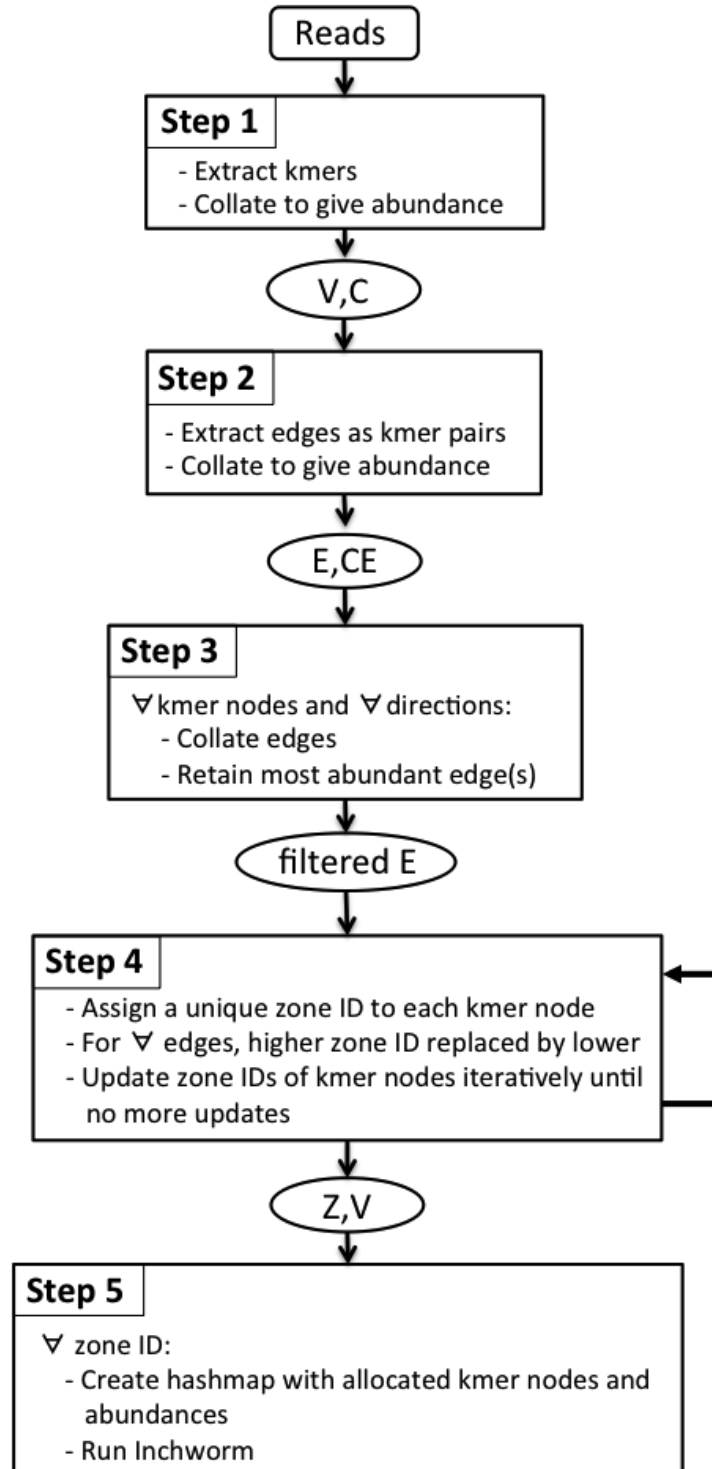 Reads
Step 1
- Extract kmers
- Collate to give abundance
V,C
Step 2
- Extract edges as kmer pairs
- Collate to give abundance
E,CE
Step 3
∀ kmer nodes and ∀ directions:
- Collate edges
- Retain most abundant edge(s)
filtered E
Step 4
- Assign a unique zone ID to each kmer node
- For ∀ edges, higher zone ID replaced by lower
- Update zone IDs of kmer nodes iteratively until
no more updates
Z,V
Step 5
∀ zone ID:
- Create hashmap with allocated kmer nodes and
abundances
- Run Inchworm